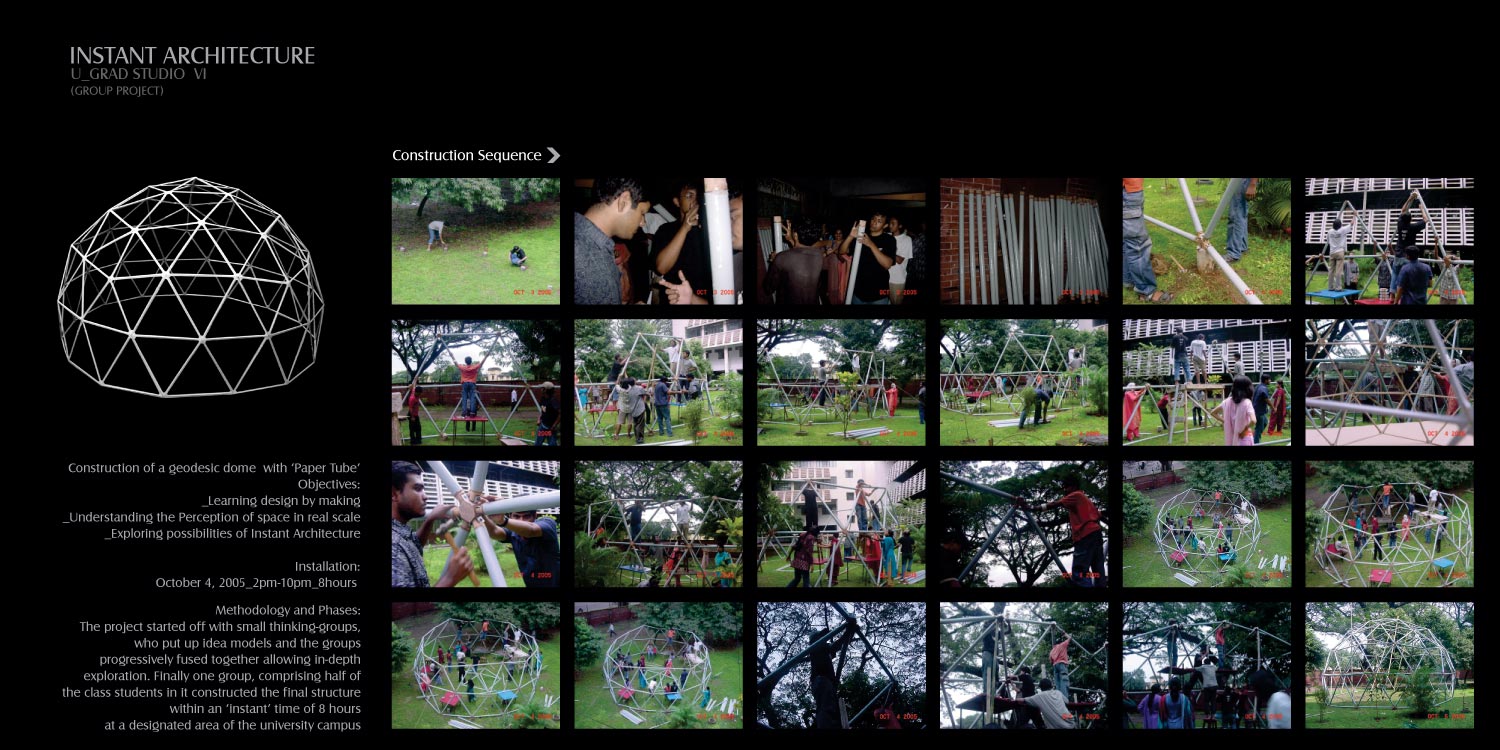 INSTANT ARCHITECTURE
U_GRAD STUDIO VI
(GROUP PROJECT)
Construction Sequence
Construction of a geodesic dome with ‘Paper Tube’
Objectives:
_Learning design by making
_Understanding the Perception of space in real scale
_Exploring possibilities of Instant Architecture
Installation:
October 4, 2005_2pm-10pm_8hours
Methodology and Phases:
The project started off with small thinking-groups,
who put up idea models and the groups
progressively fused together allowing in-depth
exploration. Finally one group, comprising half of
the class students in it constructed the final structure
within an ‘instant’ time of 8 hours
at a designated area of the university campus